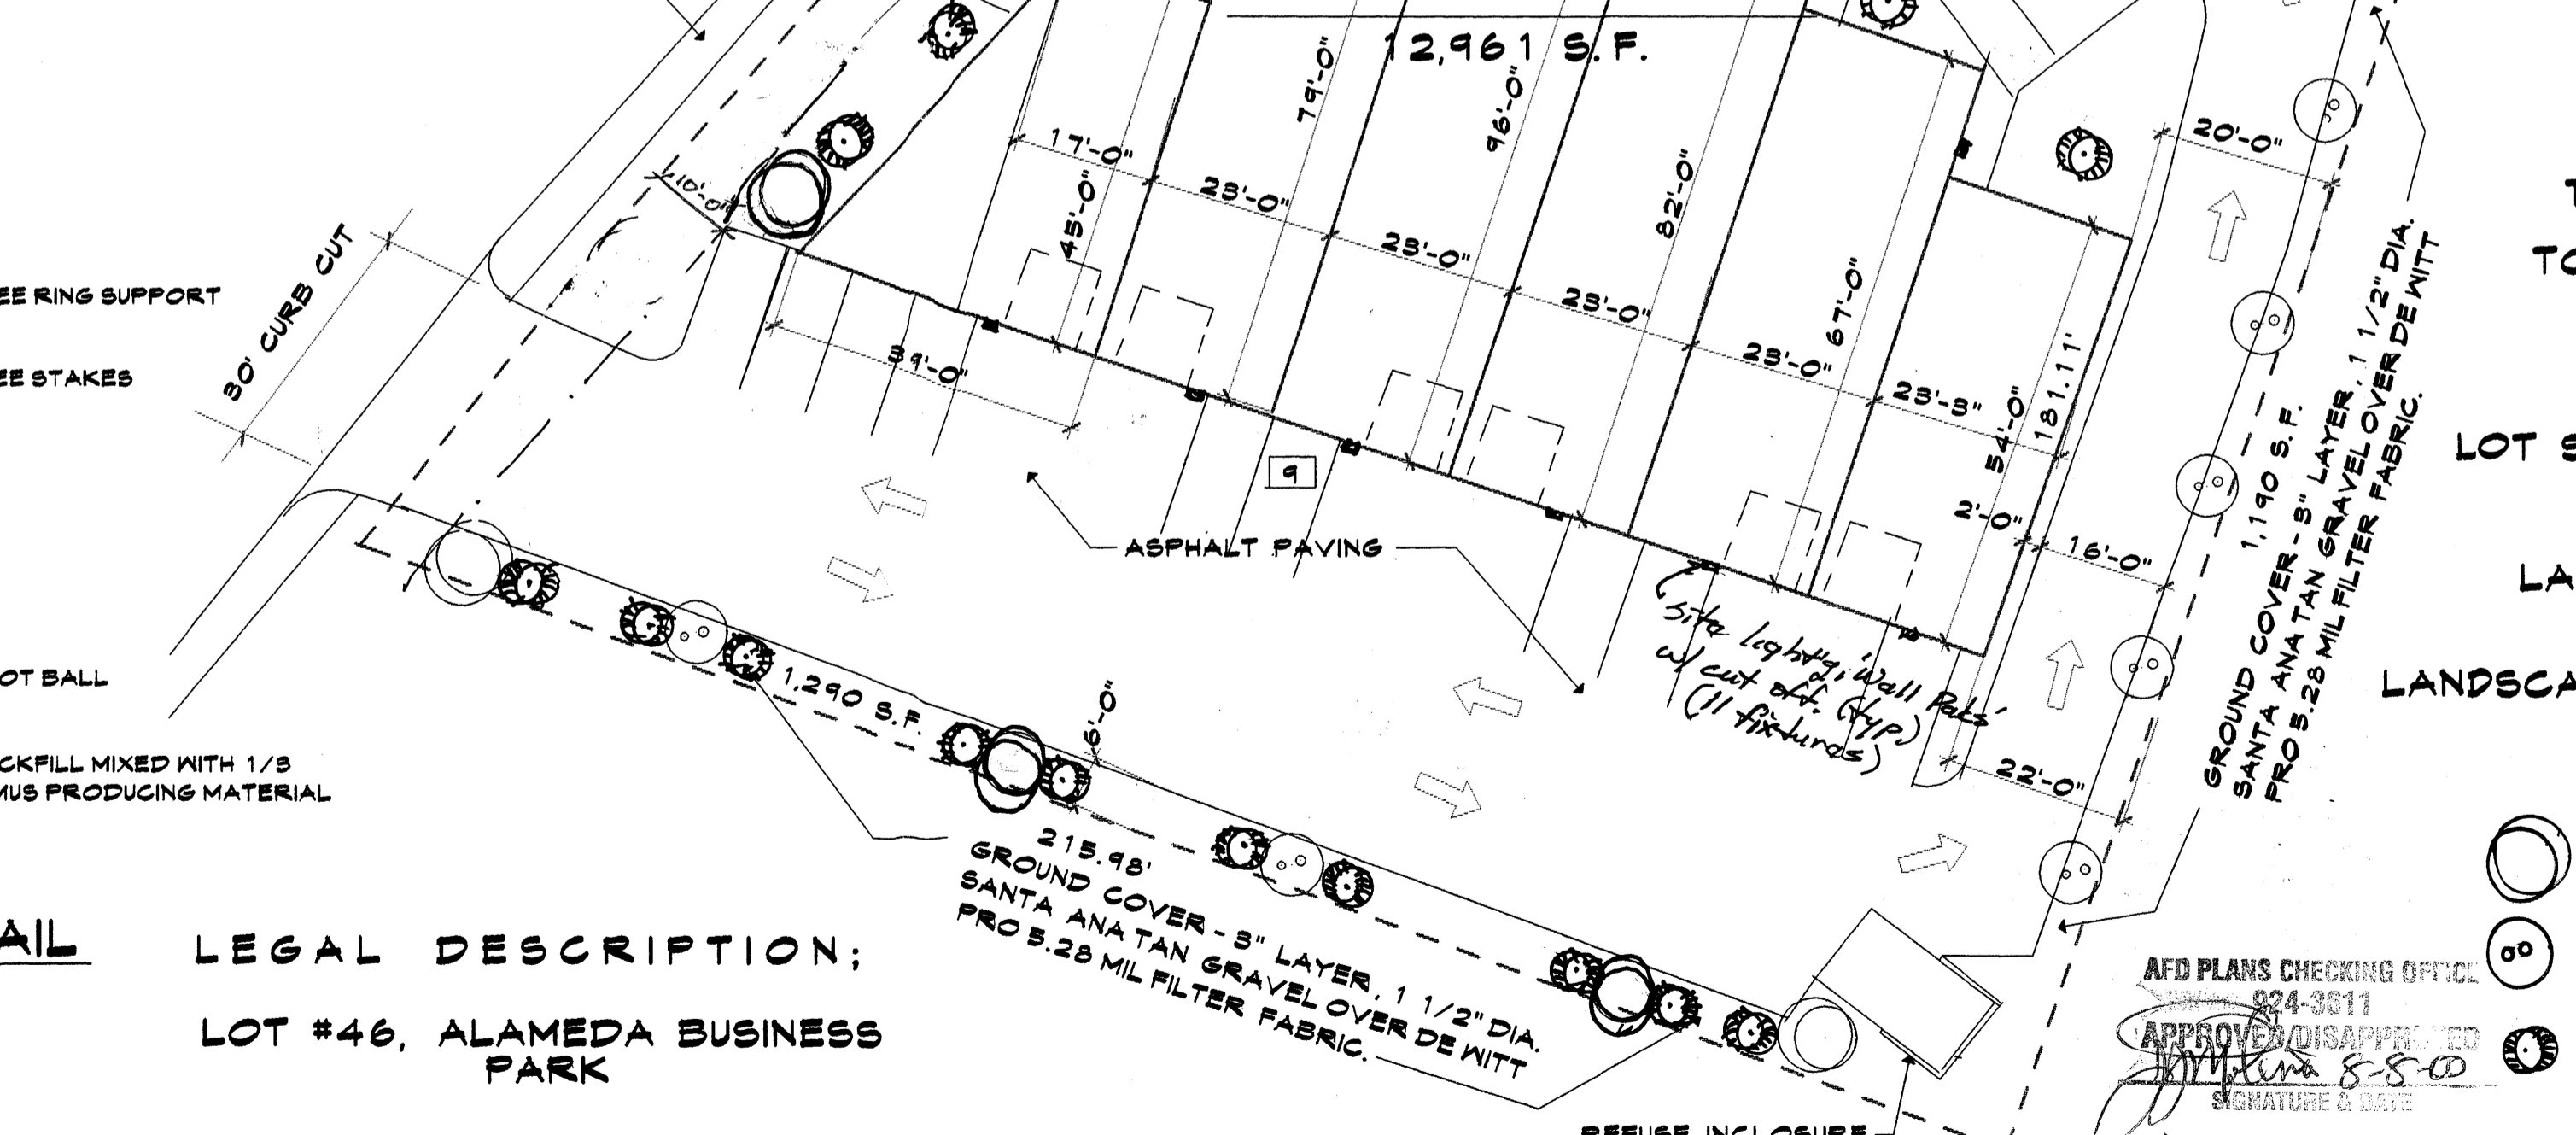 12,961 S.F.
79'-0"
96'-0"
20'-0"
17'-0"
45'-0"
23'-0"
23'-0"
82'-0"
10'-0"
23'-0"
67'-0"
23'-0"
23'-3"
54'-0"
181.11'
30' CURB CUT
EE RING SUPPORT
EE STAKES
39'-0"
9
ASPHALT PAVING
2'-0"
16'-0"
22'-0"
site lighting; 'Wall Paks'
w/ cut off. (typ.)
(11 fixtures)
1,190 S.F.
GROUND COVER - 3" LAYER, 1 1/2" DIA.
SANTA ANA TAN GRAVEL OVER DE WITT
PRO 5.28 MIL FILTER FABRIC.
TO
LOT S
LA
LANDSCA
OT BALL
CKFILL MIXED WITH 1/3
MUS PRODUCING MATERIAL
1,290 S.F.
6'-0"
215.98'
GROUND COVER - 3" LAYER, 1 1/2" DIA.
SANTA ANA TAN GRAVEL OVER DE WITT
PRO 5.28 MIL FILTER FABRIC.
AIL
LEGAL DESCRIPTION;
LOT #46, ALAMEDA BUSINESS
PARK
REFUSE INCLOSURE
AFD PLANS CHECKING OFFICE
924-3611
APPROVED/DISAPPROVED
8-8-00
SIGNATURE & DATE